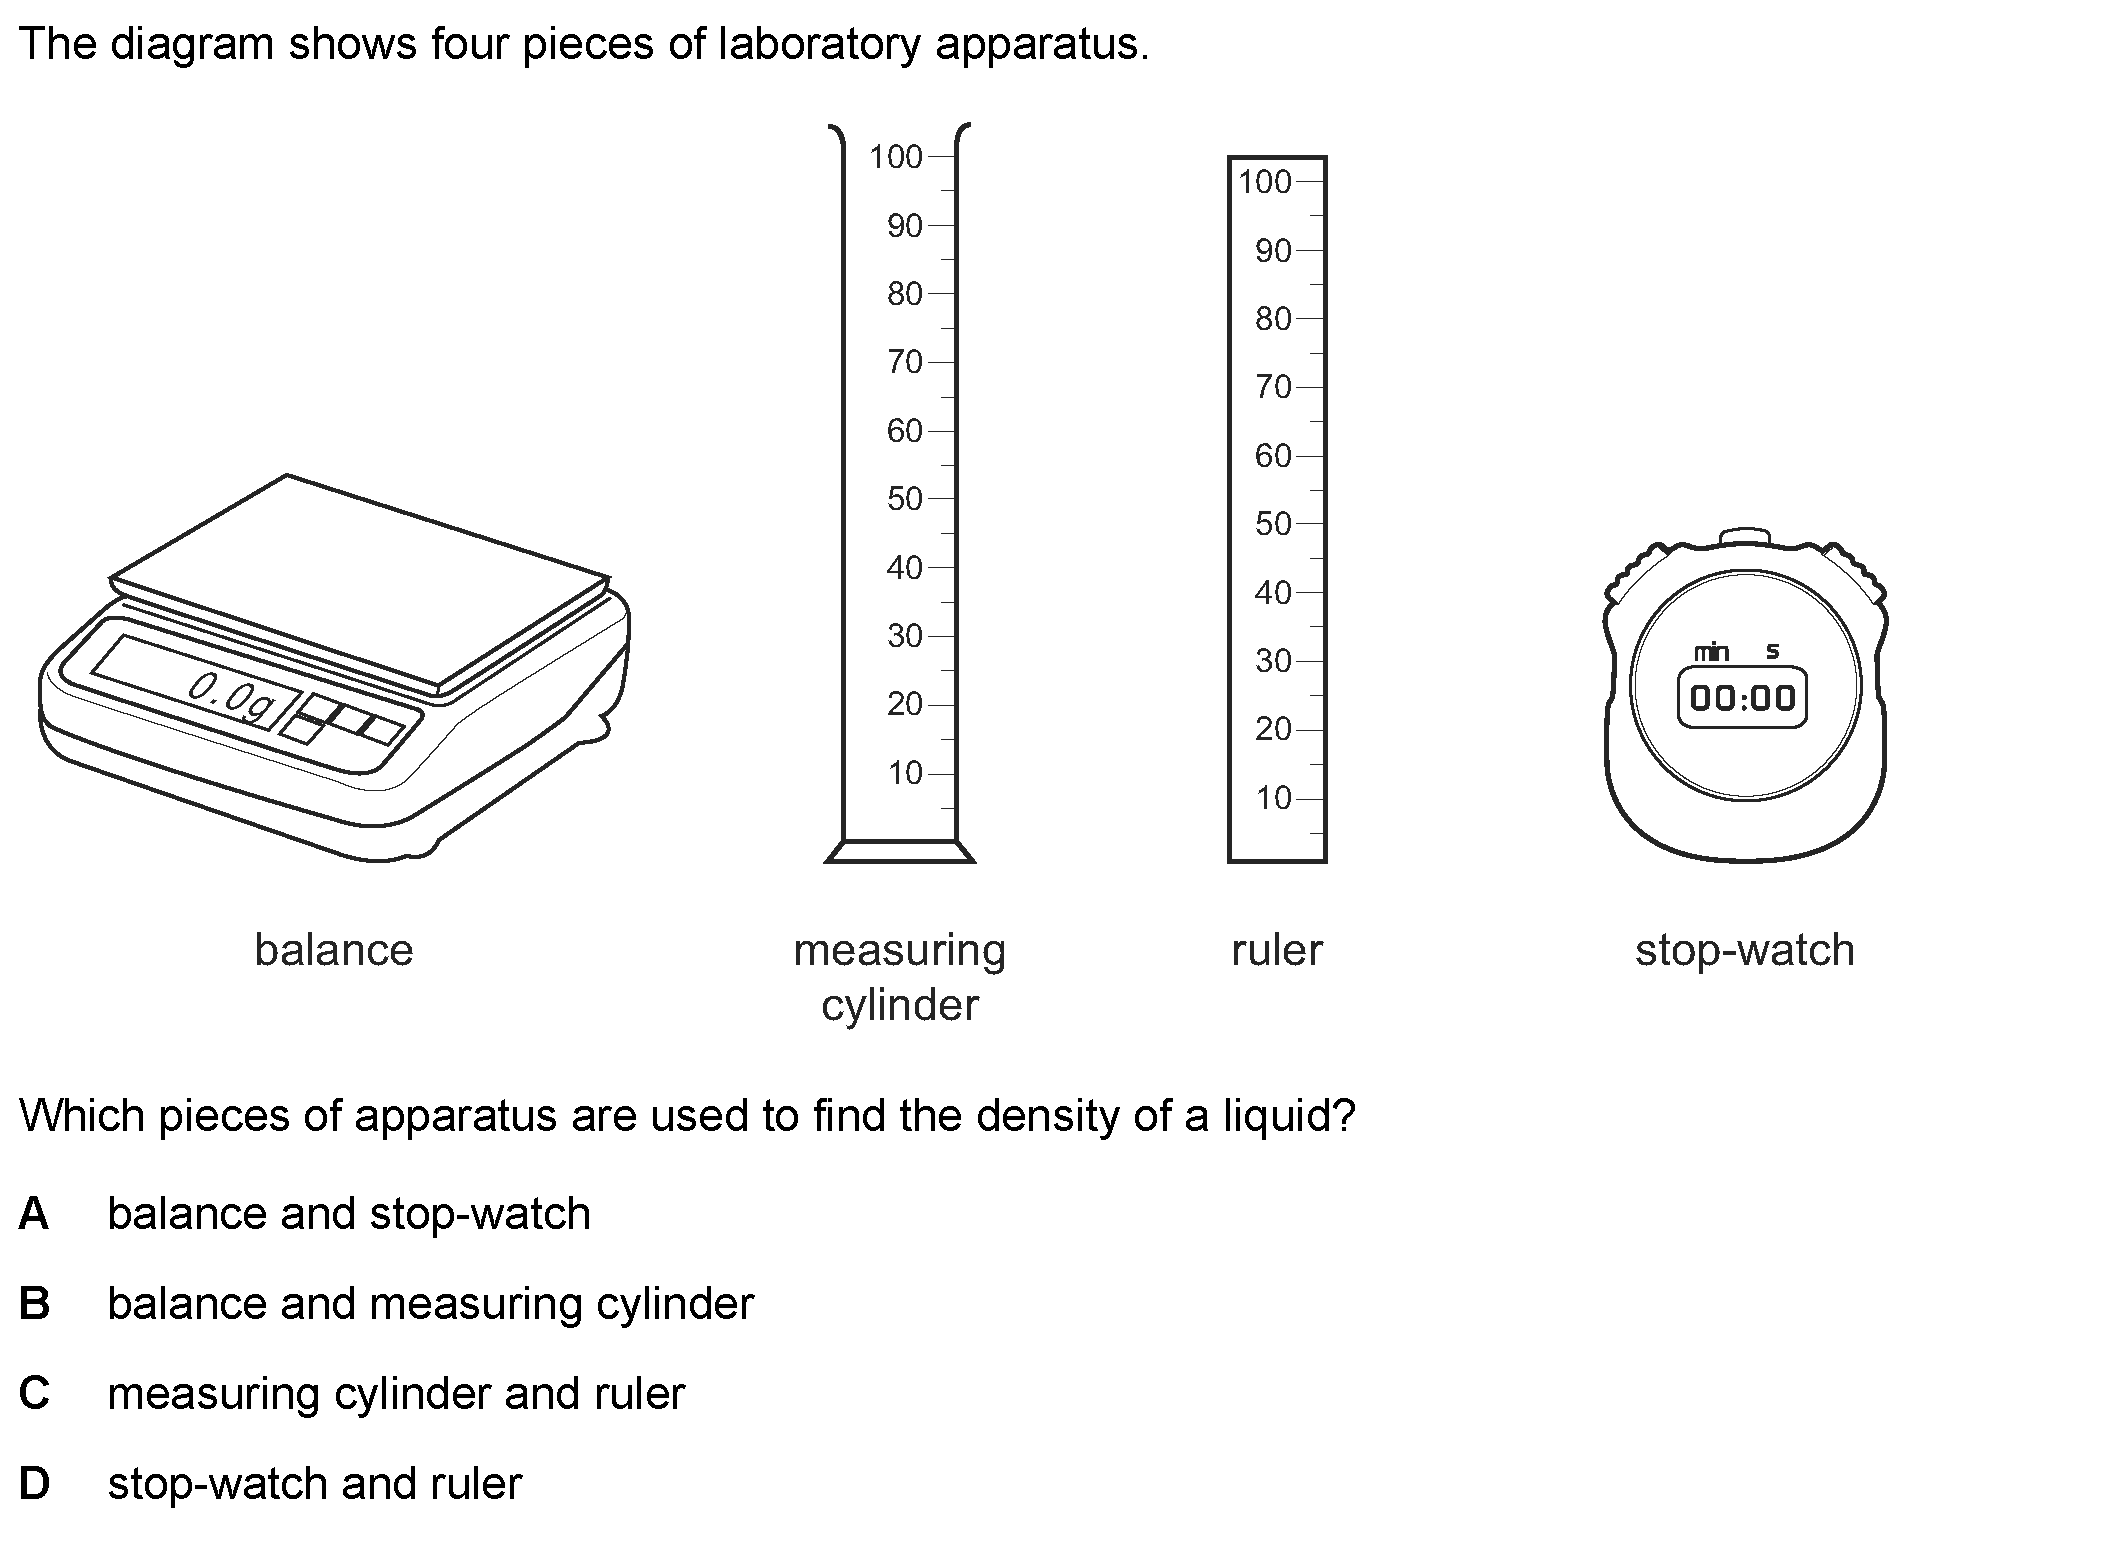 The diagram shows four pieces of laboratory apparatus.
100
90
80
70
60
50
40
30
20
10
100
90
80
70
60
50
40
30
20
10
0.0g
min s
00:00
balance
measuring
cylinder
ruler
stop-watch
Which pieces of apparatus are used to find the density of a liquid?
A balance and stop-watch
B balance and measuring cylinder
C measuring cylinder and ruler
D stop-watch and ruler